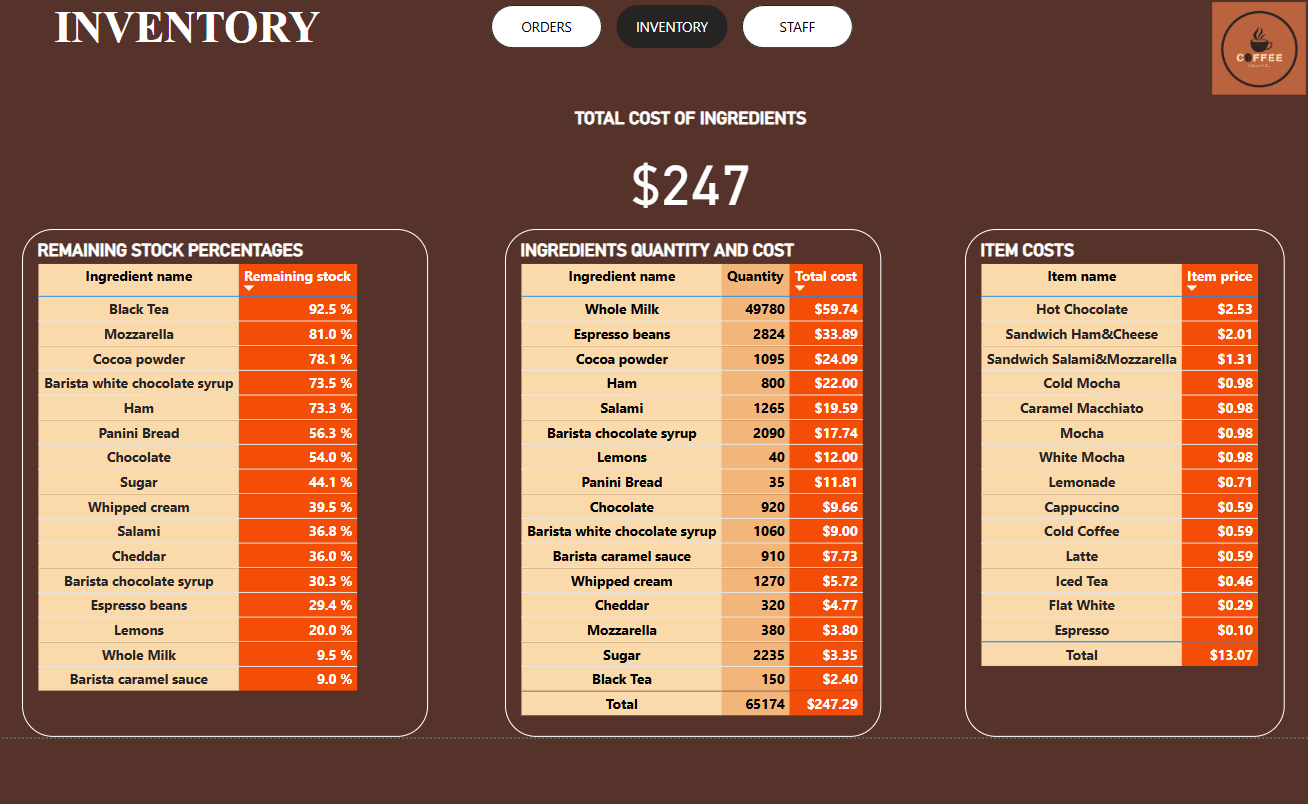 INVENTORY
ORDERS
INVENTORY
STAFF
COFFEE
TOTAL COST OF INGREDIENTS
$247
REMAINING STOCK PERCENTAGES
Ingredient name Remaining stock
Black Tea 92.5 %
Mozzarella 81.0 %
Cocoa powder 78.1 %
Barista white chocolate syrup 73.5 %
Ham 73.3 %
Panini Bread 56.3 %
Chocolate 54.0 %
Sugar 44.1 %
Whipped cream 39.5 %
Salami 36.8 %
Cheddar 36.0 %
Barista chocolate syrup 30.3 %
Espresso beans 29.4 %
Lemons 20.0 %
Whole Milk 9.5 %
Barista caramel sauce 9.0 %
INGREDIENTS QUANTITY AND COST
Ingredient name Quantity Total cost
Whole Milk 49780 $59.74
Espresso beans 2824 $33.89
Cocoa powder 1095 $24.09
Ham 800 $22.00
Salami 1265 $19.59
Barista chocolate syrup 2090 $17.74
Lemons 40 $12.00
Panini Bread 35 $11.81
Chocolate 920 $9.66
Barista white chocolate syrup 1060 $9.00
Barista caramel sauce 910 $7.73
Whipped cream 1270 $5.72
Cheddar 320 $4.77
Mozzarella 380 $3.80
Sugar 2235 $3.35
Black Tea 150 $2.40
Total 65174 $247.29
ITEM COSTS
Item name Item price
Hot Chocolate $2.53
Sandwich Ham&Cheese $2.01
Sandwich Salami&Mozzarella $1.31
Cold Mocha $0.98
Caramel Macchiato $0.98
Mocha $0.98
White Mocha $0.98
Lemonade $0.71
Cappuccino $0.59
Cold Coffee $0.59
Latte $0.59
Iced Tea $0.46
Flat White $0.29
Espresso $0.10
Total $13.07